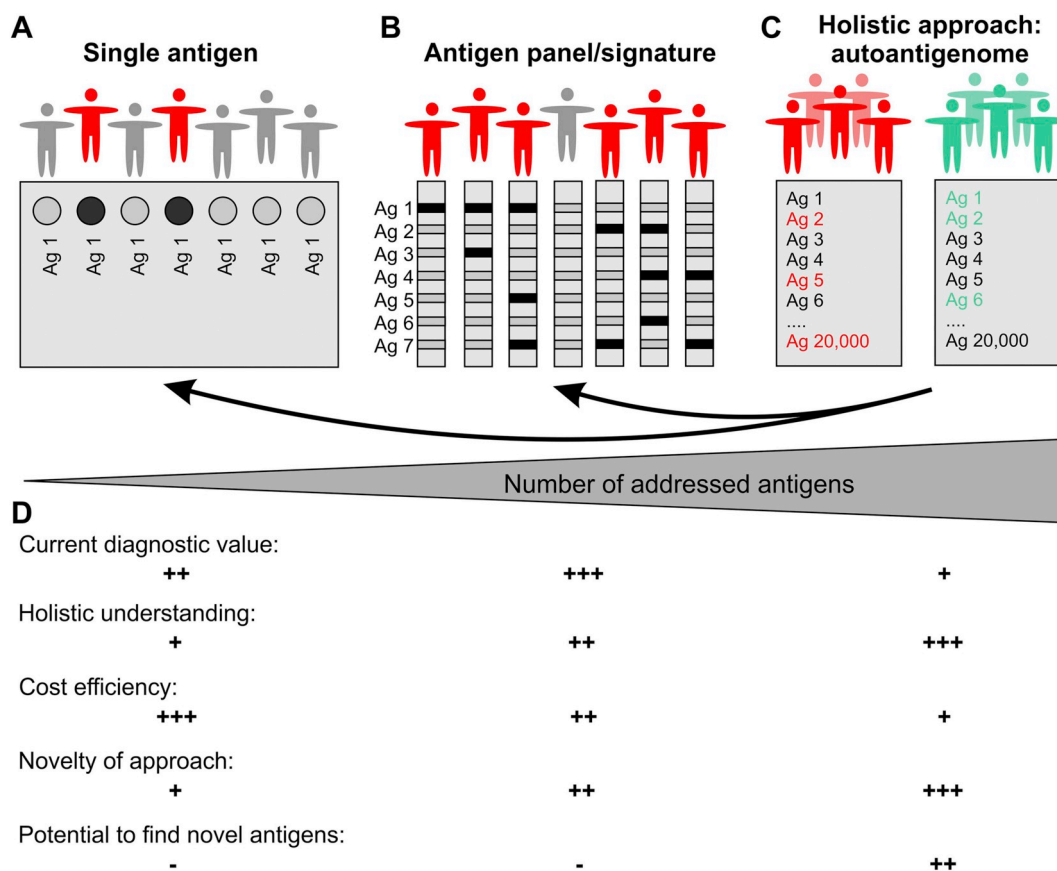 A
Single antigen
Ag 1
Ag 1
Ag 1
Ag 1
Ag 1
Ag 1
Ag 1
B
Antigen panel/signature
Ag 1
Ag 2
Ag 3
Ag 4
Ag 5
Ag 6
Ag 7
C
Holistic approach:
autoantigenome
Ag 1
Ag 2
Ag 3
Ag 4
Ag 5
Ag 6
....
Ag 20,000
Ag 1
Ag 2
Ag 3
Ag 4
Ag 5
Ag 6
....
Ag 20,000
Number of addressed antigens
D
Current diagnostic value:
++ +++ +
Holistic understanding:
+ ++ +++
Cost efficiency:
+++ ++ +
Novelty of approach:
+ ++ +++
Potential to find novel antigens:
- - ++